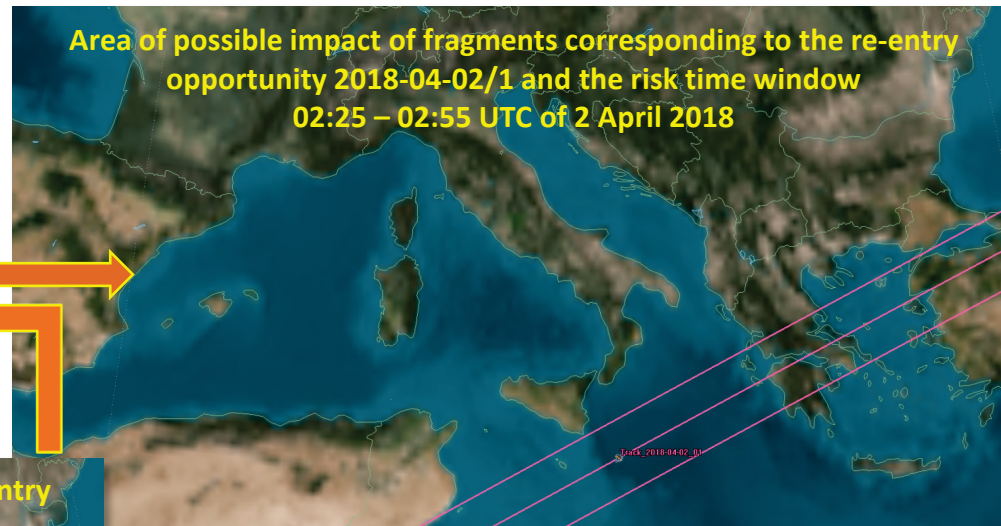 Area of possible impact of fragments corresponding to the re-entry
opportunity 2018-04-02/1 and the risk time window
02:25 – 02:55 UTC of 2 April 2018
Track_2018-04-02_01
ntry